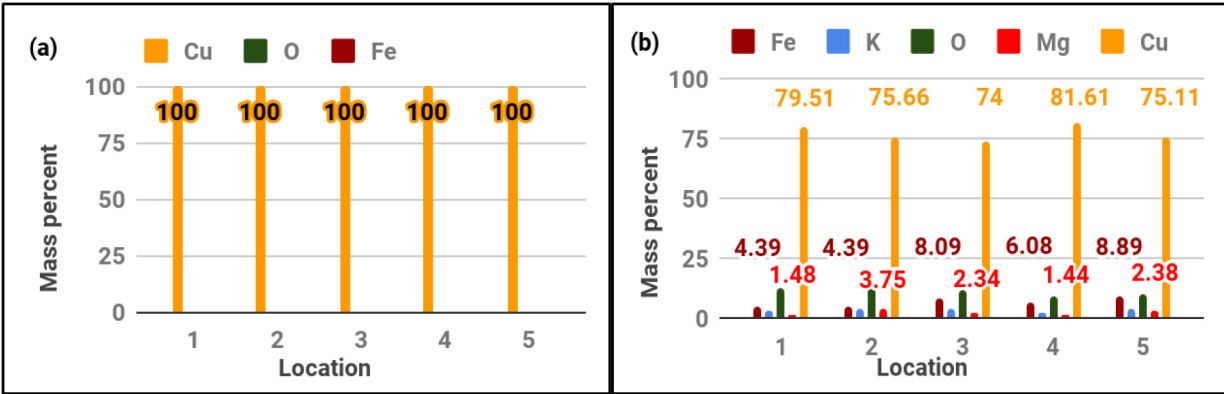 (a) Cu O Fe
Mass percent
100
75
50
25
0
100 100 100 100 100
1 2 3 4 5
Location
(b) Fe K O Mg Cu
Mass percent
100
75
50
25
0
79.51 75.66 74 81.61 75.11
4.39 4.39 8.09 6.08 8.89
1.48 3.75 2.34 1.44 2.38
1 2 3 4 5
Location